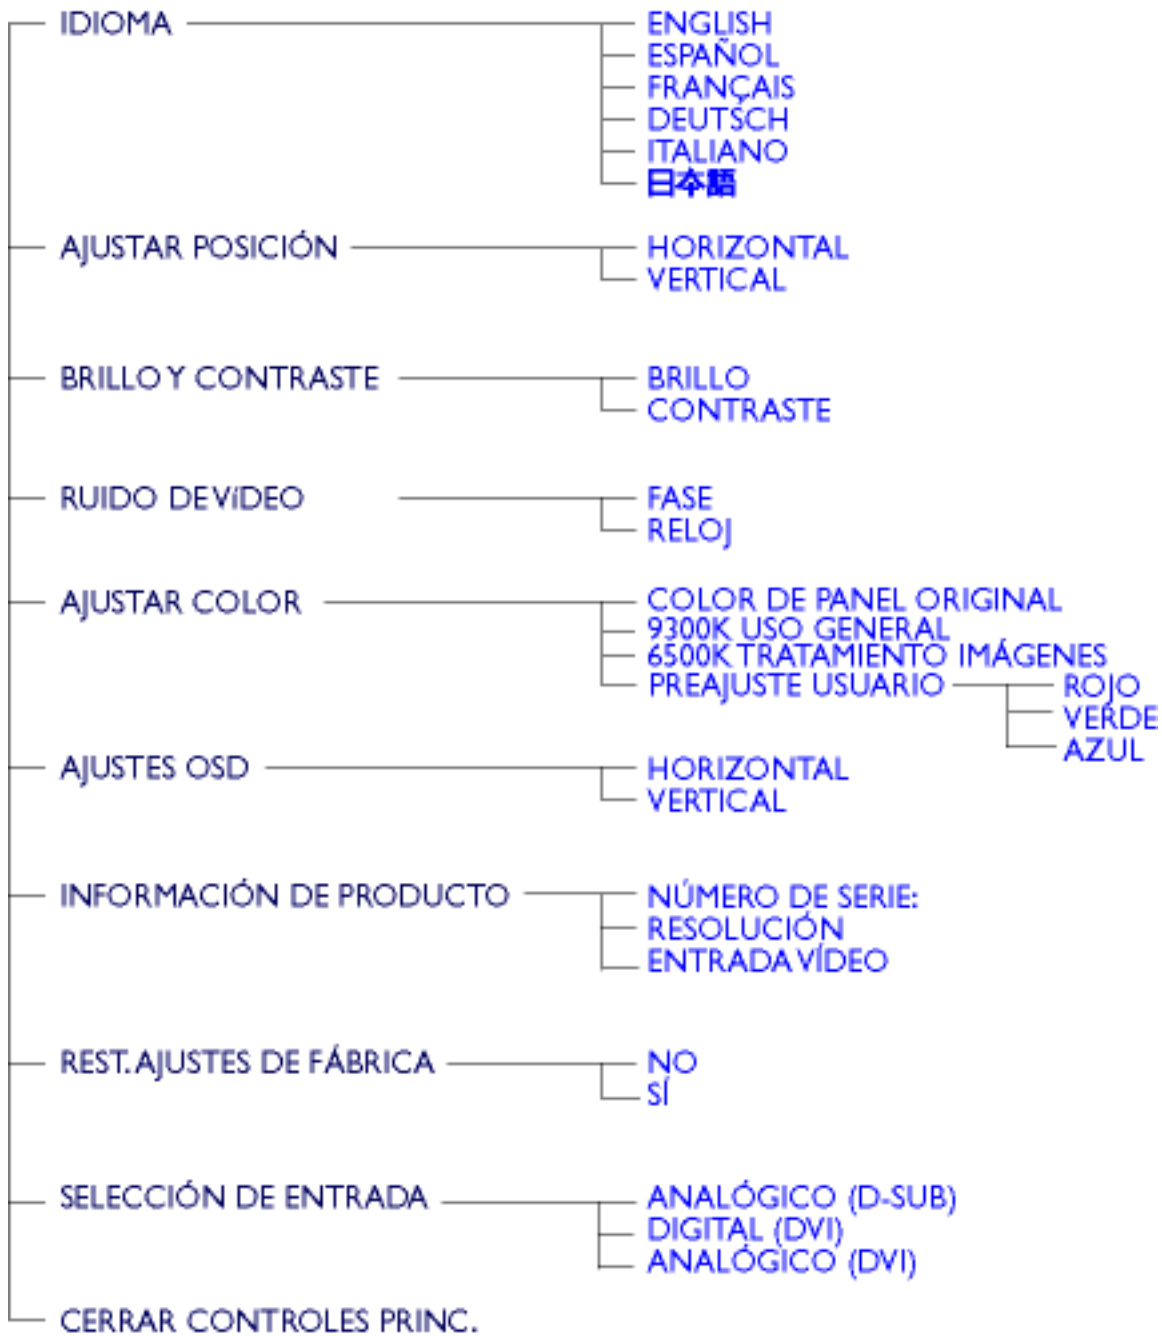 IDIOMA
ENGLISH
ESPAÑOL
FRANÇAIS
DEUTSCH
ITALIANO
日本語
AJUSTAR POSICIÓN
HORIZONTAL
VERTICAL
BRILLO Y CONTRASTE
BRILLO
CONTRASTE
RUIDO DE VíDEO
FASE
RELOJ
AJUSTAR COLOR
COLOR DE PANEL ORIGINAL
9300K USO GENERAL
6500K TRATAMIENTO IMÁGENES
PREAJUSTE USUARIO
ROJO
VERDE
AZUL
AJUSTES OSD
HORIZONTAL
VERTICAL
INFORMACIÓN DE PRODUCTO
NÚMERO DE SERIE:
RESOLUCIÓN
ENTRADA VÍDEO
REST. AJUSTES DE FÁBRICA
NO
SÍ
SELECCIÓN DE ENTRADA
ANALÓGICO (D-SUB)
DIGITAL (DVI)
ANALÓGICO (DVI)
CERRAR CONTROLES PRINC.